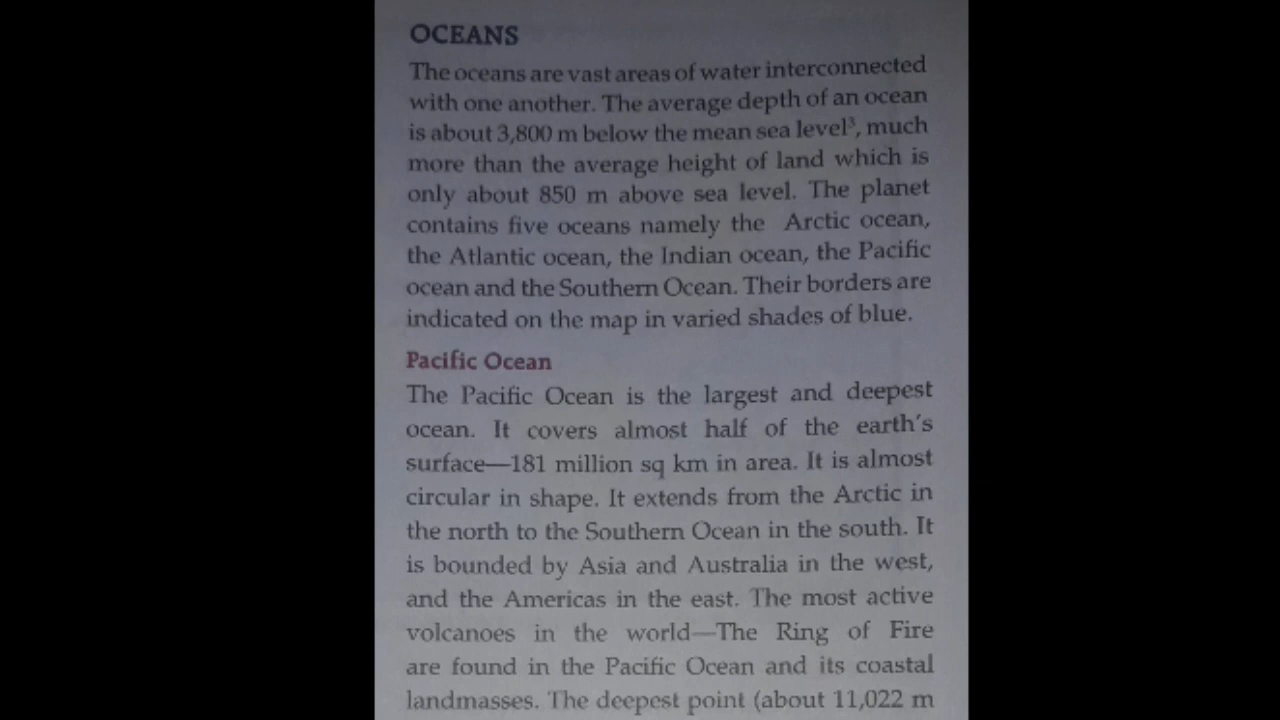 OCEANS
The oceans are vast areas of water interconnected
with one another. The average depth of an ocean
is about 3,800 m below the mean sea level³, much
more than the average height of land which is
only about 850 m above sea level. The planet
contains five oceans namely the Arctic ocean,
the Atlantic ocean, the Indian ocean, the Pacific
ocean and the Southern Ocean. Their borders are
indicated on the map in varied shades of blue.
Pacific Ocean
The Pacific Ocean is the largest and deepest
ocean. It covers almost half of the earth's
surface—181 million sq km in area. It is almost
circular in shape. It extends from the Arctic in
the north to the Southern Ocean in the south. It
is bounded by Asia and Australia in the west,
and the Americas in the east. The most active
volcanoes in the world—The Ring of Fire
are found in the Pacific Ocean and its coastal
landmasses. The deepest point (about 11,022 m